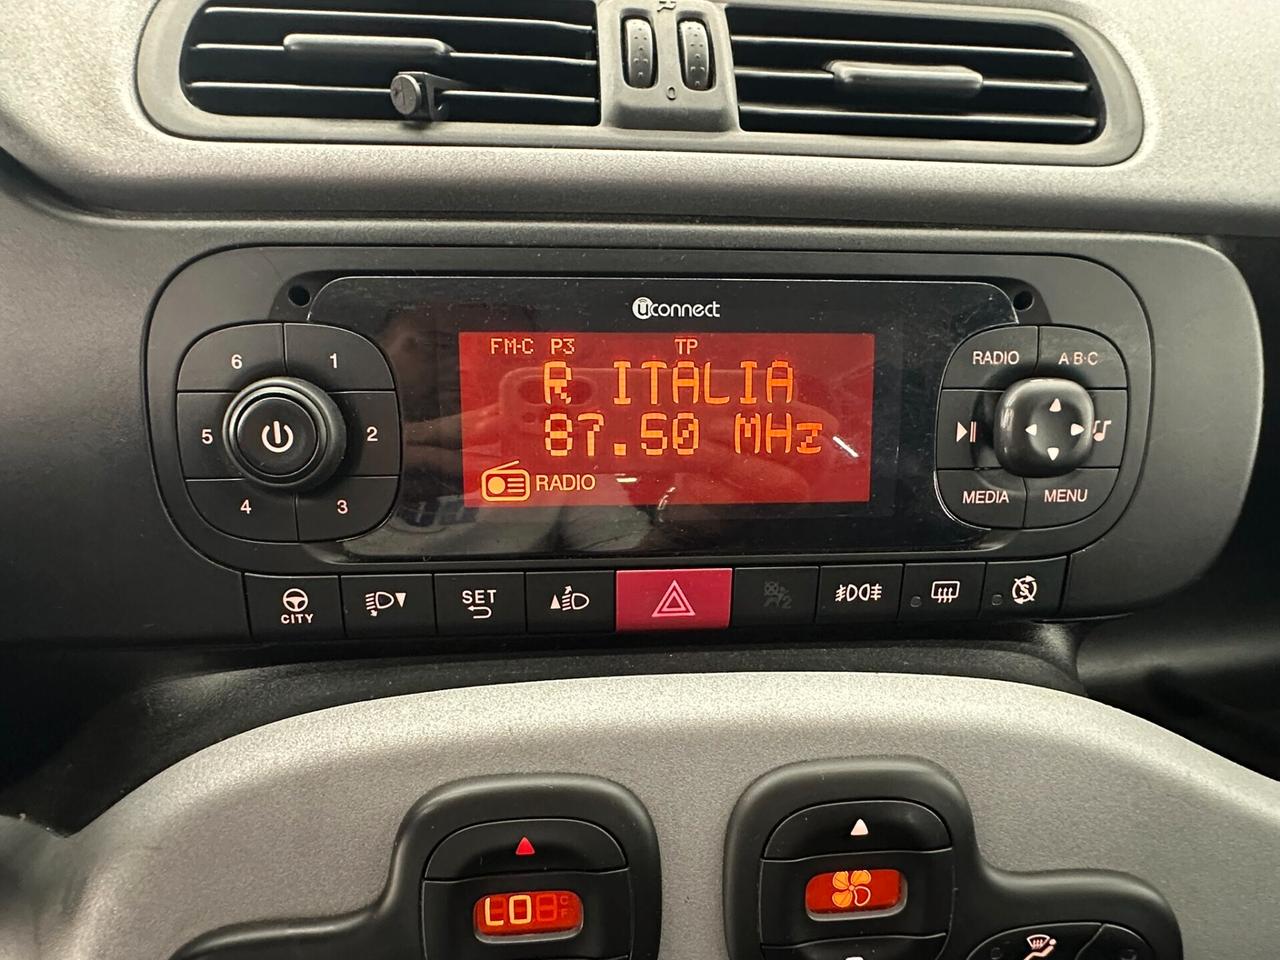 R
O
uconnect
FM-C P3 TP
R ITALIA
87.50 MHz
RADIO
6 1
5 2
4 3
RADIO A·B·C
MEDIA MENU
CITY
SET
2
LO
C
F